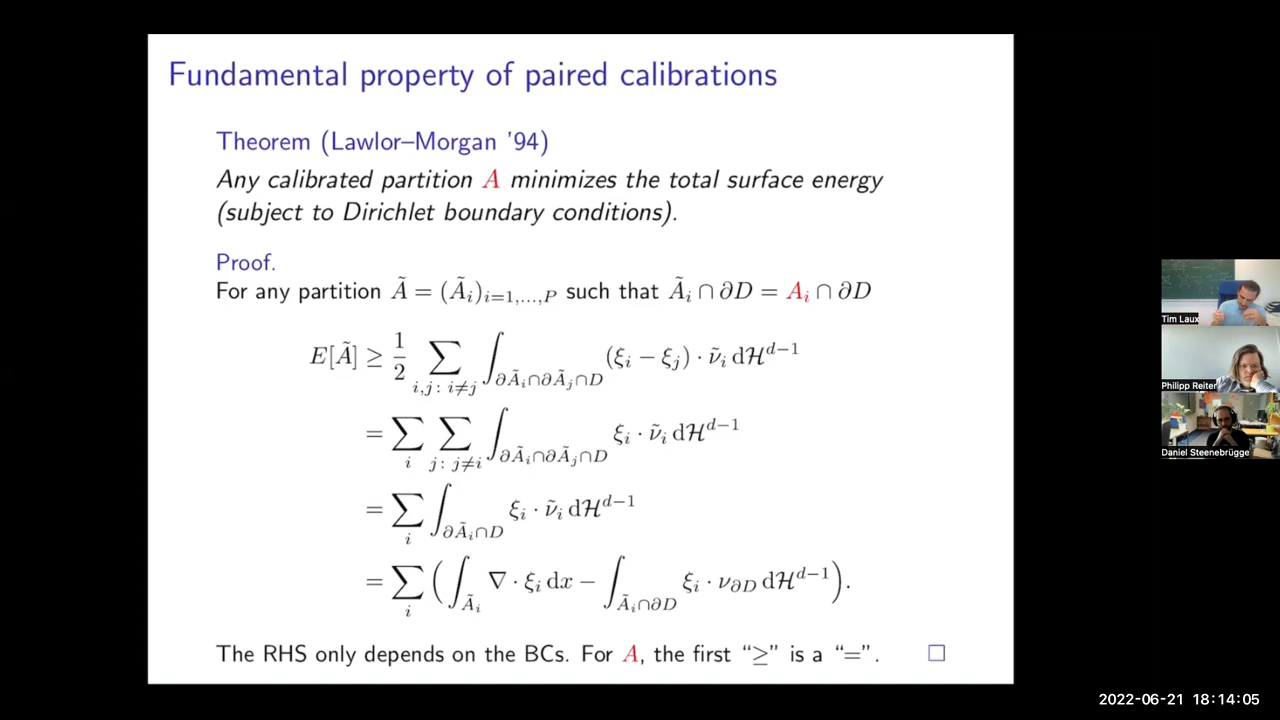 Fundamental property of paired calibrations
Theorem (Lawlor–Morgan '94)
Any calibrated partition A minimizes the total surface energy
(subject to Dirichlet boundary conditions).
Proof.
For any partition Ã = (Ã_i)_{i=1,...,P} such that Ã_i ∩ ∂D = A_i ∩ ∂D
E[Ã] ≥ 1/2 ∑_{i,j : i≠j} ∫_{∂Ã_i∩∂Ã_j∩D} (ξ_i − ξ_j) · ν̃_i dℋ^{d−1}
= ∑_i ∑_{j : j≠i} ∫_{∂Ã_i∩∂Ã_j∩D} ξ_i · ν̃_i dℋ^{d−1}
= ∑_i ∫_{∂Ã_i∩D} ξ_i · ν̃_i dℋ^{d−1}
= ∑_i ( ∫_{Ã_i} ∇ · ξ_i dx − ∫_{Ã_i∩∂D} ξ_i · ν_{∂D} dℋ^{d−1} ).
The RHS only depends on the BCs. For A, the first “≥” is a “=”. □
Tim Laux
Philipp Reiter
Daniel Steenebrügge
2022-06-21 18:14:05